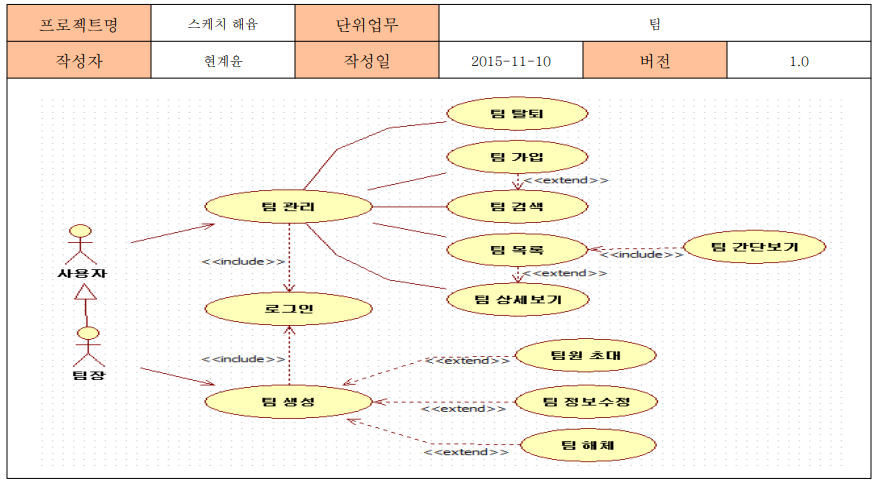 프로젝트명 스케치 해윰 단위업무 팀
작성자 현계윤 작성일 2015-11-10 버전 1.0
팀 탈퇴
팀 가입
<<extend>>
팀 관리
팀 검색
팀 목록
<<include>>
팀 간단보기
<<include>>
사용자
<<extend>>
팀 상세보기
로그인
<<include>>
<<extend>>
팀원 초대
팀장
팀 생성
<<extend>>
팀 정보수정
<<extend>>
팀 해체